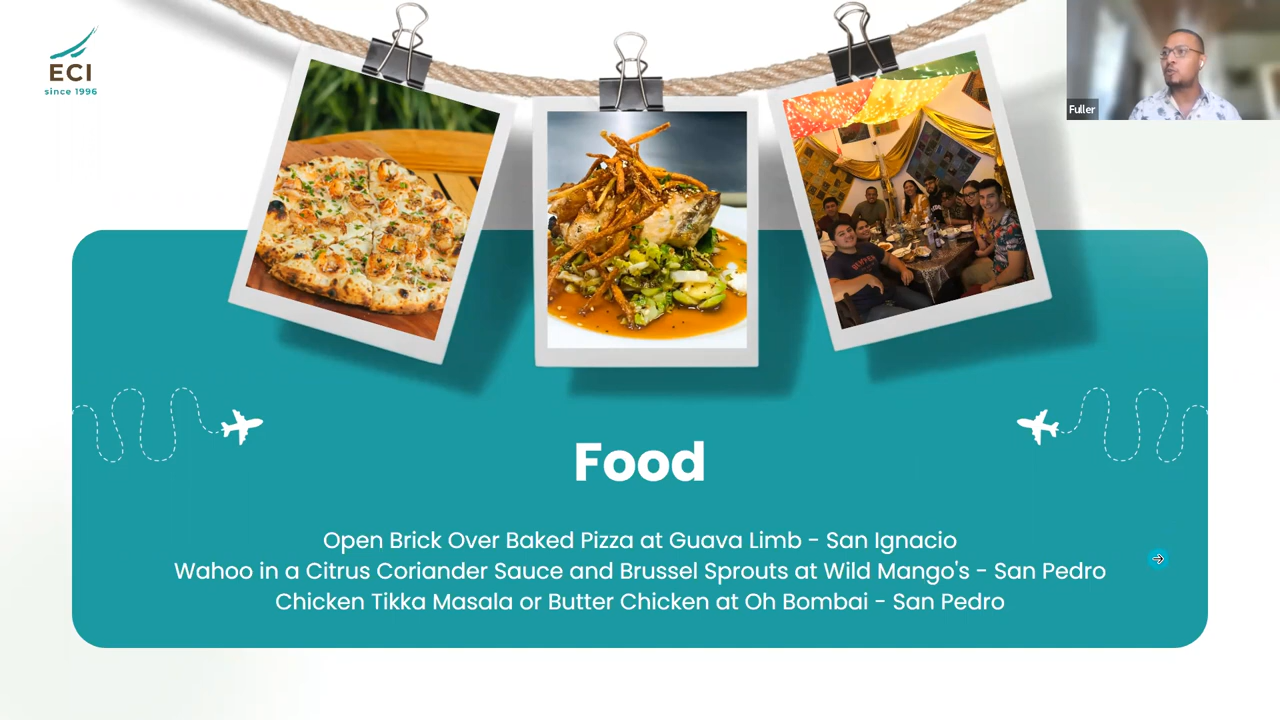 ECI
since 1996
Fuller
Food
Open Brick Over Baked Pizza at Guava Limb - San Ignacio
Wahoo in a Citrus Coriander Sauce and Brussel Sprouts at Wild Mango's - San Pedro
Chicken Tikka Masala or Butter Chicken at Oh Bombai - San Pedro